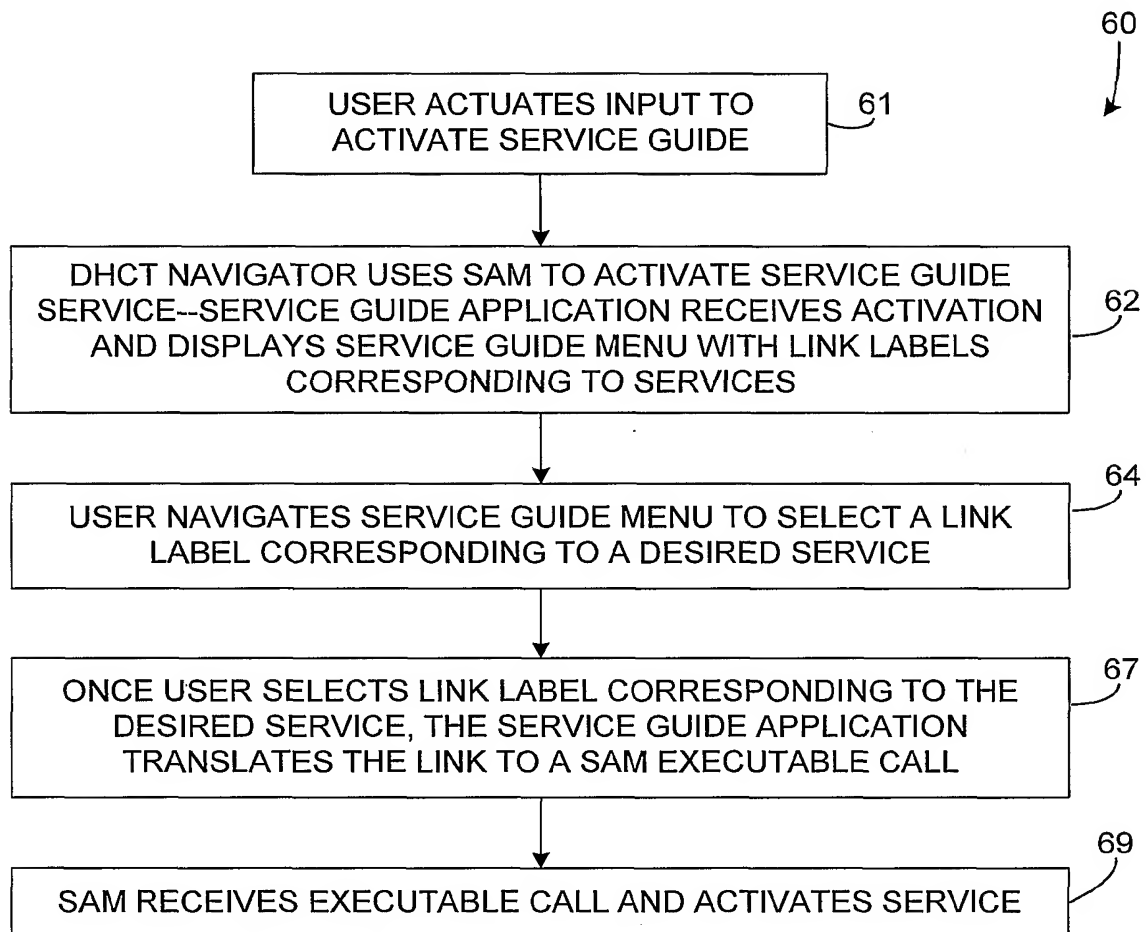 60
USER ACTUATES INPUT TO
ACTIVATE SERVICE GUIDE
61
DHCT NAVIGATOR USES SAM TO ACTIVATE SERVICE GUIDE
SERVICE--SERVICE GUIDE APPLICATION RECEIVES ACTIVATION
AND DISPLAYS SERVICE GUIDE MENU WITH LINK LABELS
CORRESPONDING TO SERVICES
62
USER NAVIGATES SERVICE GUIDE MENU TO SELECT A LINK
LABEL CORRESPONDING TO A DESIRED SERVICE
64
ONCE USER SELECTS LINK LABEL CORRESPONDING TO THE
DESIRED SERVICE, THE SERVICE GUIDE APPLICATION
TRANSLATES THE LINK TO A SAM EXECUTABLE CALL
67
SAM RECEIVES EXECUTABLE CALL AND ACTIVATES SERVICE
69